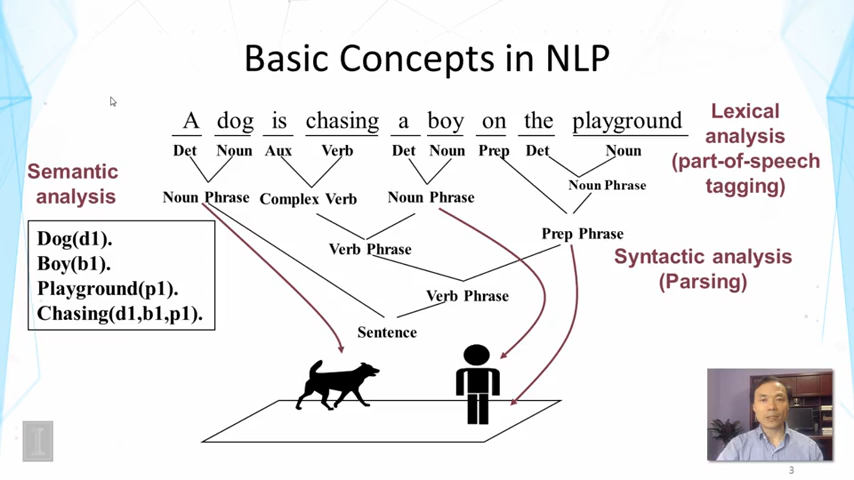 Basic Concepts in NLP
A dog is chasing a boy on the playground
Det Noun Aux Verb Det Noun Prep Det Noun
Lexical
analysis
(part-of-speech
tagging)
Semantic
analysis
Noun Phrase Complex Verb Noun Phrase Noun Phrase
Dog(d1).
Boy(b1).
Playground(p1).
Chasing(d1,b1,p1).
Prep Phrase
Verb Phrase
Syntactic analysis
(Parsing)
Verb Phrase
Sentence
I
3